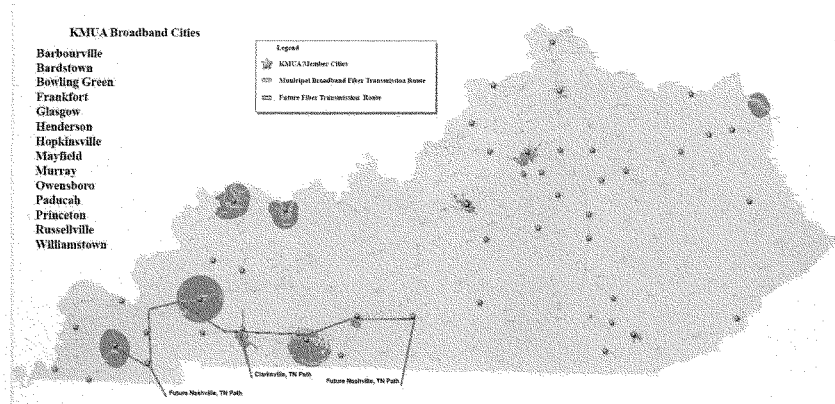 KMUA Broadband Cities
Barbourville
Bardstown
Bowling Green
Frankfort
Glasgow
Henderson
Hopkinsville
Mayfield
Murray
Owensboro
Paducah
Princeton
Russellville
Williamstown
Legend
KMUA Member Cities
Municipal Broadband Fiber Transmission Route
Future Fiber Transmission Route
Clarksville, TN Path
Future Nashville, TN Path
Future Nashville, TN Path